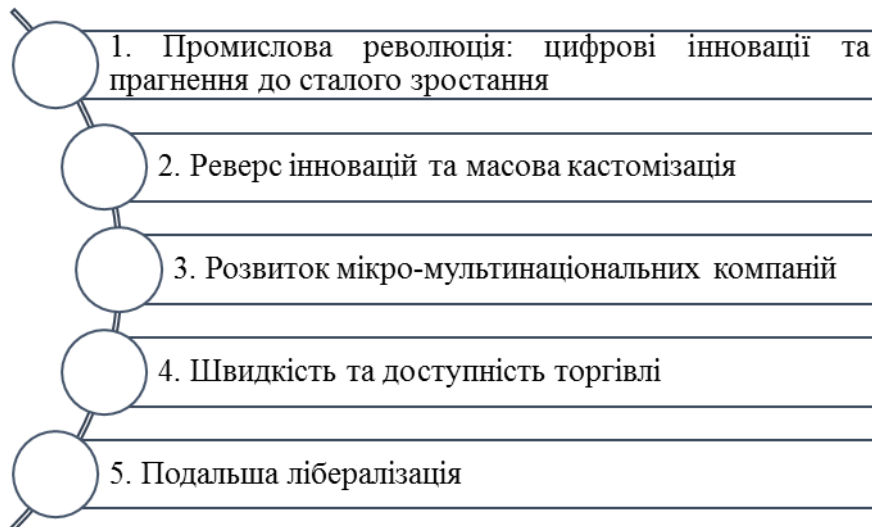 1. Промислова революція: цифрові інновації та
прагнення до сталого зростання
2. Реверс інновацій та масова кастомізація
3. Розвиток мікро-мультинаціональних компаній
4. Швидкість та доступність торгівлі
5. Подальша лібералізація